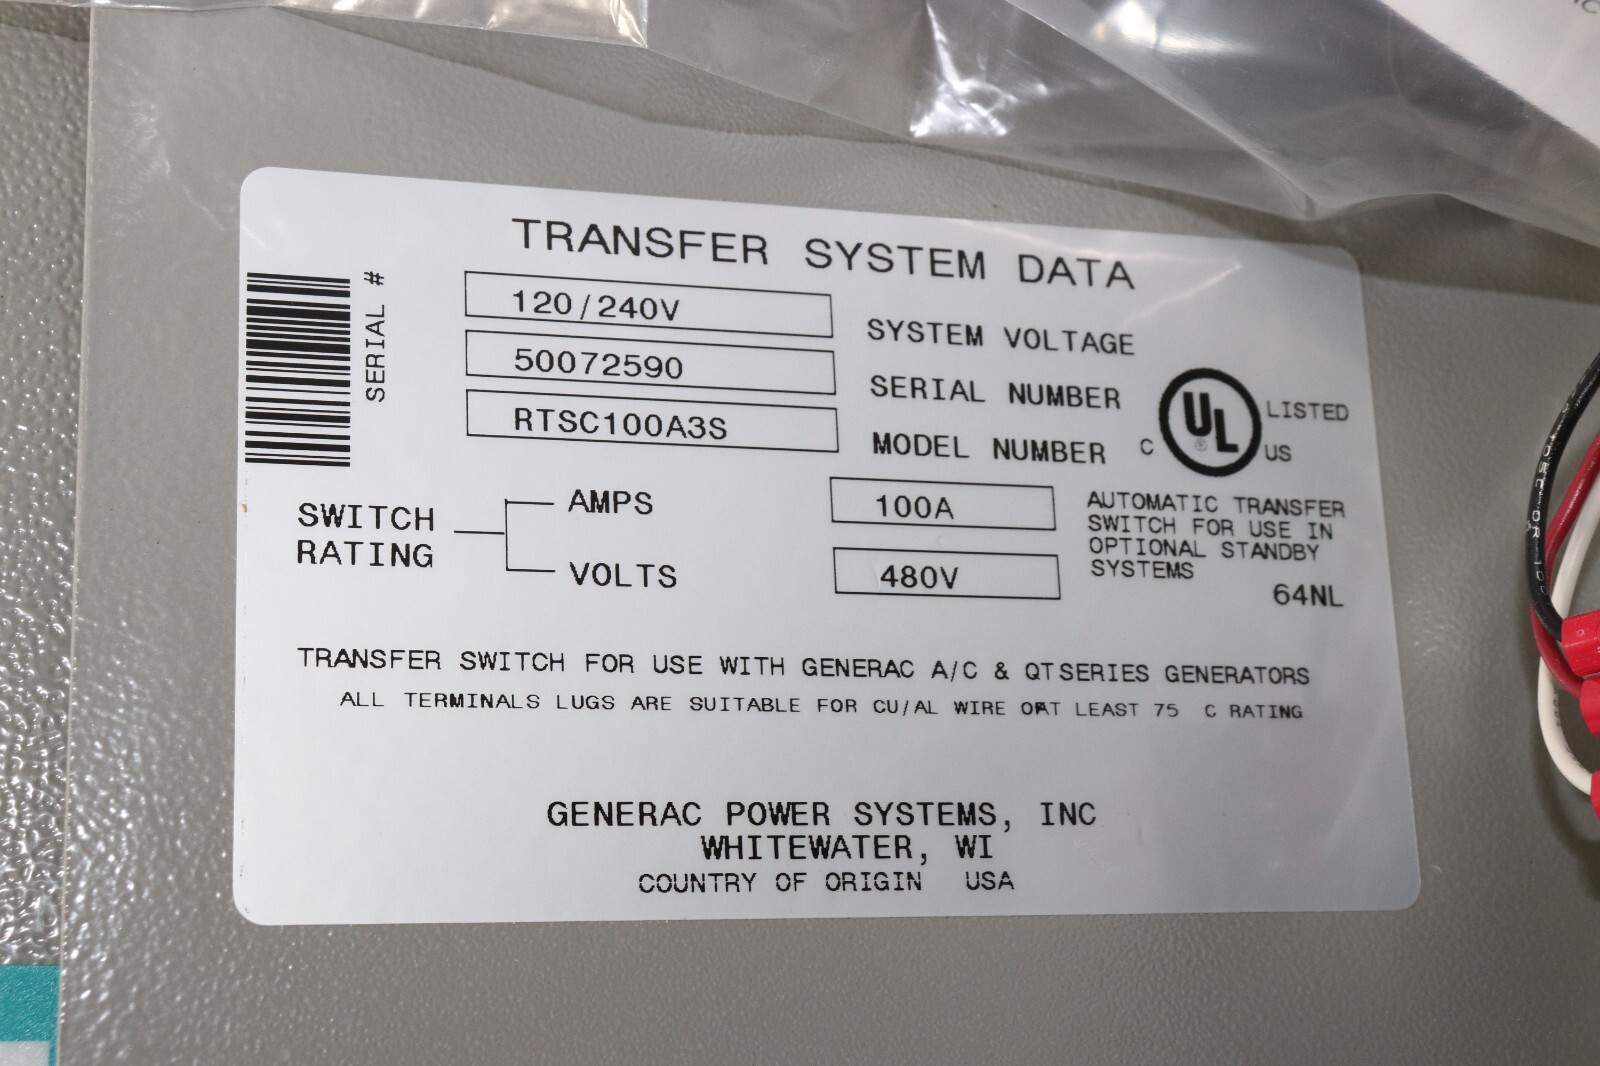 TRANSFER SYSTEM DATA
SERIAL #
120/240V SYSTEM VOLTAGE
50072590 SERIAL NUMBER
RTSC100A3S MODEL NUMBER
C UL LISTED
US
SWITCH
RATING
AMPS 100A
VOLTS 480V
AUTOMATIC TRANSFER
SWITCH FOR USE IN
OPTIONAL STANDBY
SYSTEMS
64NL
TRANSFER SWITCH FOR USE WITH GENERAC A/C & QTSERIES GENERATORS
ALL TERMINALS LUGS ARE SUITABLE FOR CU/AL WIRE LEAST 75 C RATING
GENERAC POWER SYSTEMS, INC
WHITEWATER, WI
COUNTRY OF ORIGIN USA